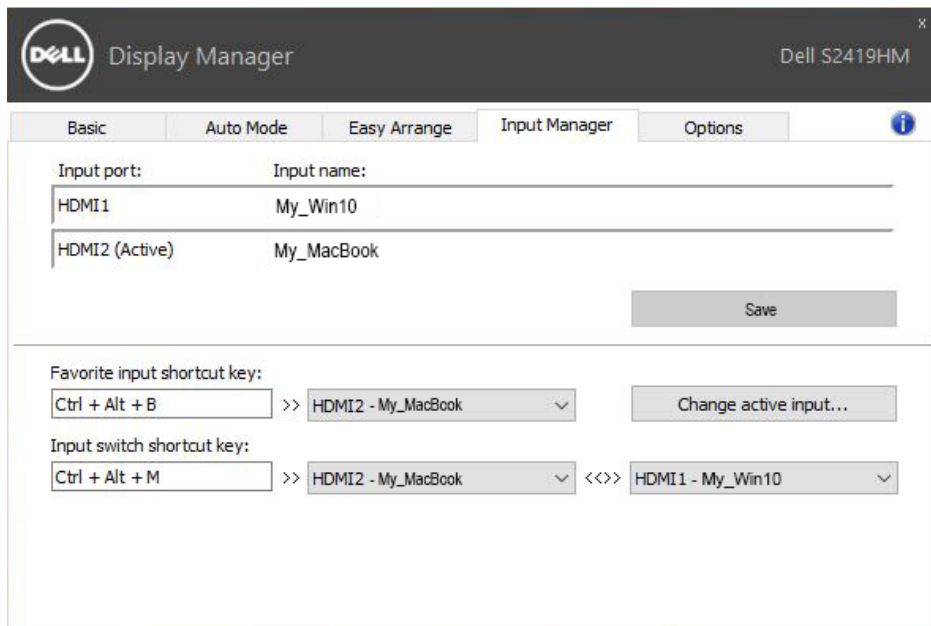 DELL Display Manager Dell S2419HM x
Basic Auto Mode Easy Arrange Input Manager Options i
Input port: Input name:
HDMI1 My_Win10
HDMI2 (Active) My_MacBook
Save
Favorite input shortcut key:
Ctrl + Alt + B >> HDMI2 - My_MacBook Change active input...
Input switch shortcut key:
Ctrl + Alt + M >> HDMI2 - My_MacBook <<>> HDMI1 - My_Win10